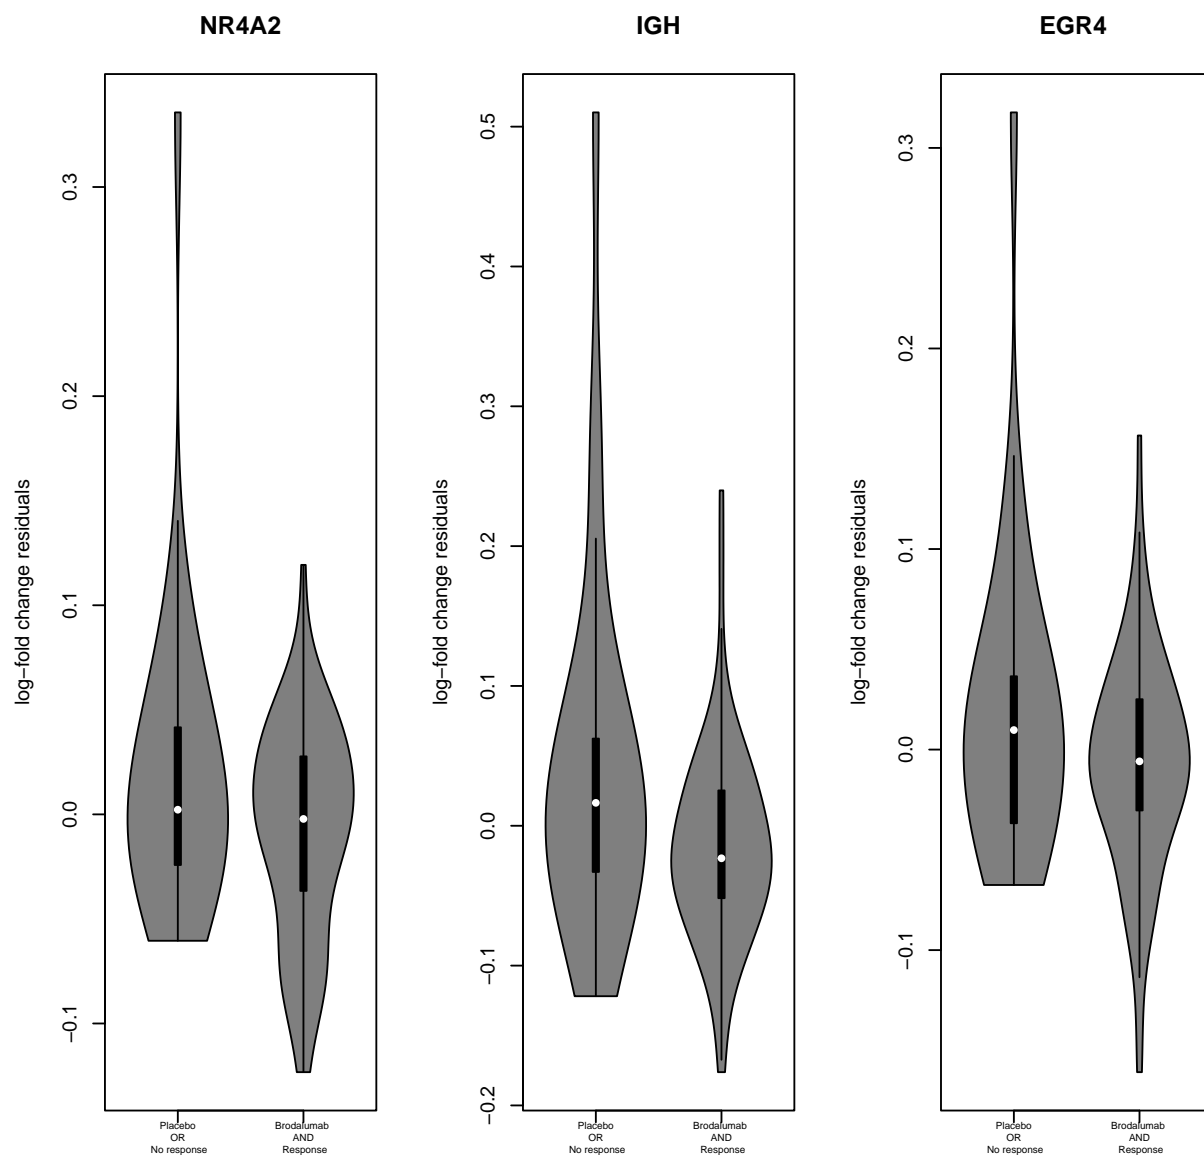 NR4A2
IGH
EGR4
log−fold change residuals
0.3
0.2
0.1
0.0
−0.1
Placebo
OR
No response
Brodalumab
AND
Response
log−fold change residuals
0.5
0.4
0.3
0.2
0.1
0.0
−0.1
−0.2
Placebo
OR
No response
Brodalumab
AND
Response
log−fold change residuals
0.3
0.2
0.1
0.0
−0.1
Placebo
OR
No response
Brodalumab
AND
Response